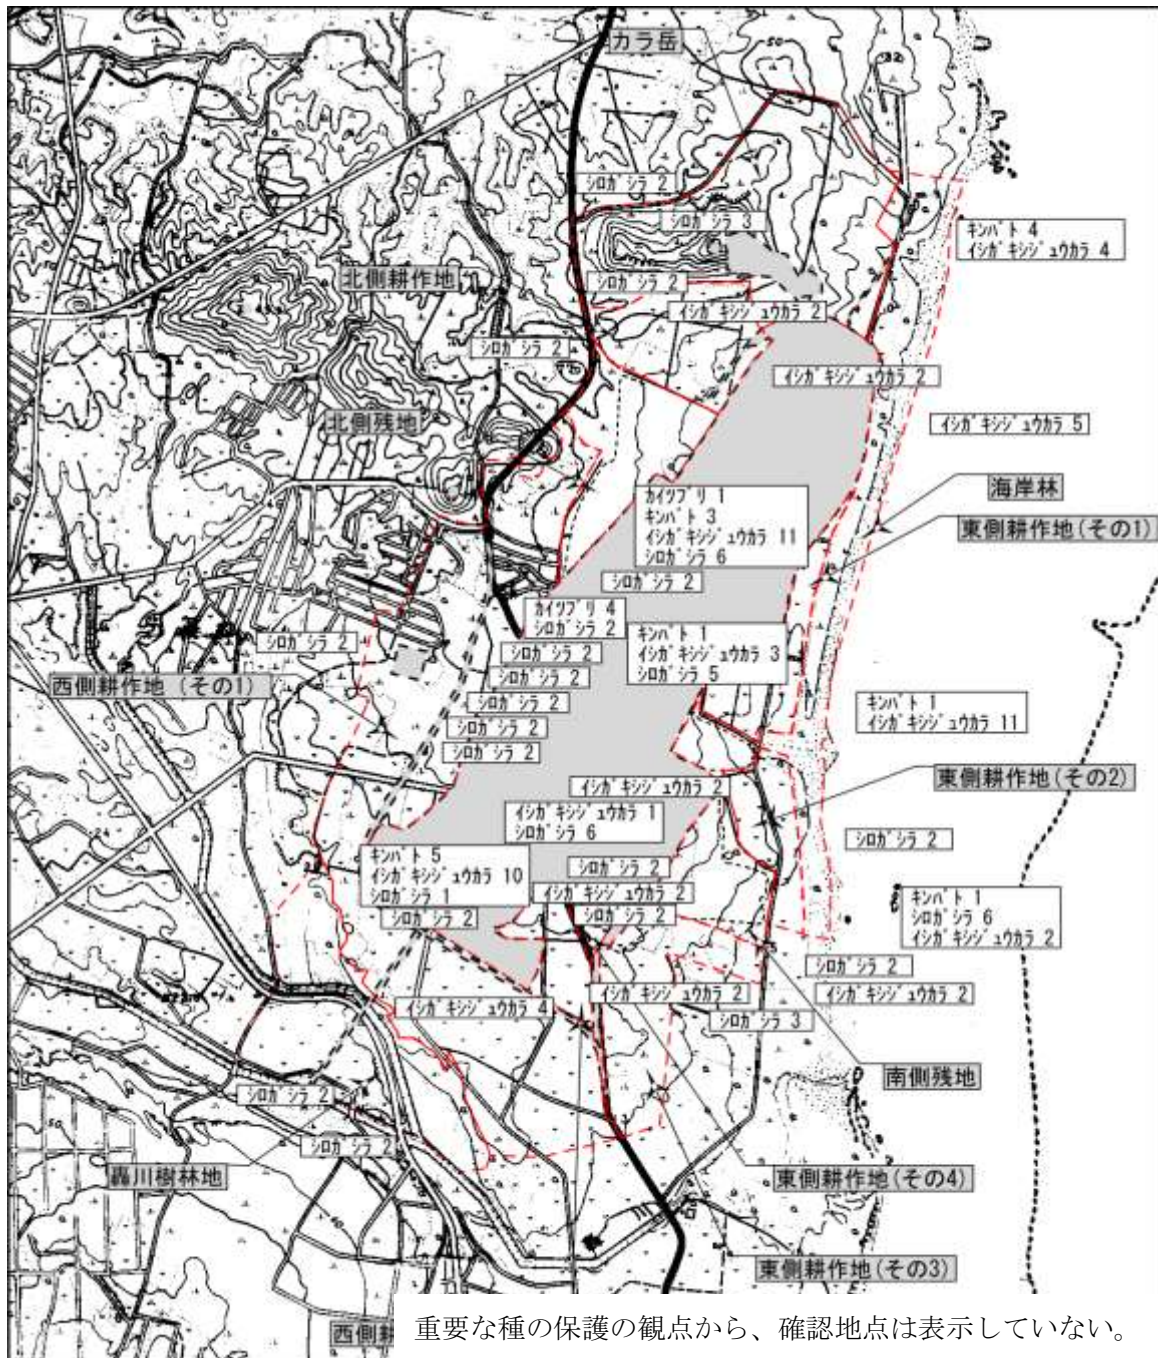 カラ岳
シロガシラ 2
シロガシラ 3
キンバト 4
イシガキシジュウカラ 4
北側耕作地
シロガシラ 2
イシガキシジュウカラ 2
シロガシラ 2
イシガキシジュウカラ 2
北側残地
イシガキシジュウカラ 5
海岸林
カイツブリ 1
キンバト 3
イシガキシジュウカラ 11
シロガシラ 6
東側耕作地(その1)
シロガシラ 2
カイツブリ 4
シロガシラ 2
キンバト 1
イシガキシジュウカラ 3
シロガシラ 5
シロガシラ 2
シロガシラ 2
シロガシラ 2
西側耕作地 (その1)
シロガシラ 2
シロガシラ 2
シロガシラ 2
キンバト 1
イシガキシジュウカラ 11
東側耕作地(その2)
イシガキシジュウカラ 2
イシガキシジュウカラ 1
シロガシラ 6
シロガシラ 2
キンバト 5
イシガキシジュウカラ 10
シロガシラ 1
シロガシラ 2
イシガキシジュウカラ 2
シロガシラ 2
シロガシラ 2
キンバト 1
シロガシラ 6
イシガキシジュウカラ 2
シロガシラ 2
イシガキシジュウカラ 2
イシガキシジュウカラ 2
イシガキシジュウカラ 4
シロガシラ 3
南側残地
シロガシラ 2
シロガシラ 2
轟川樹林地
東側耕作地(その4)
東側耕作地(その3)
西側耕
重要な種の保護の観点から、確認地点は表示していない。